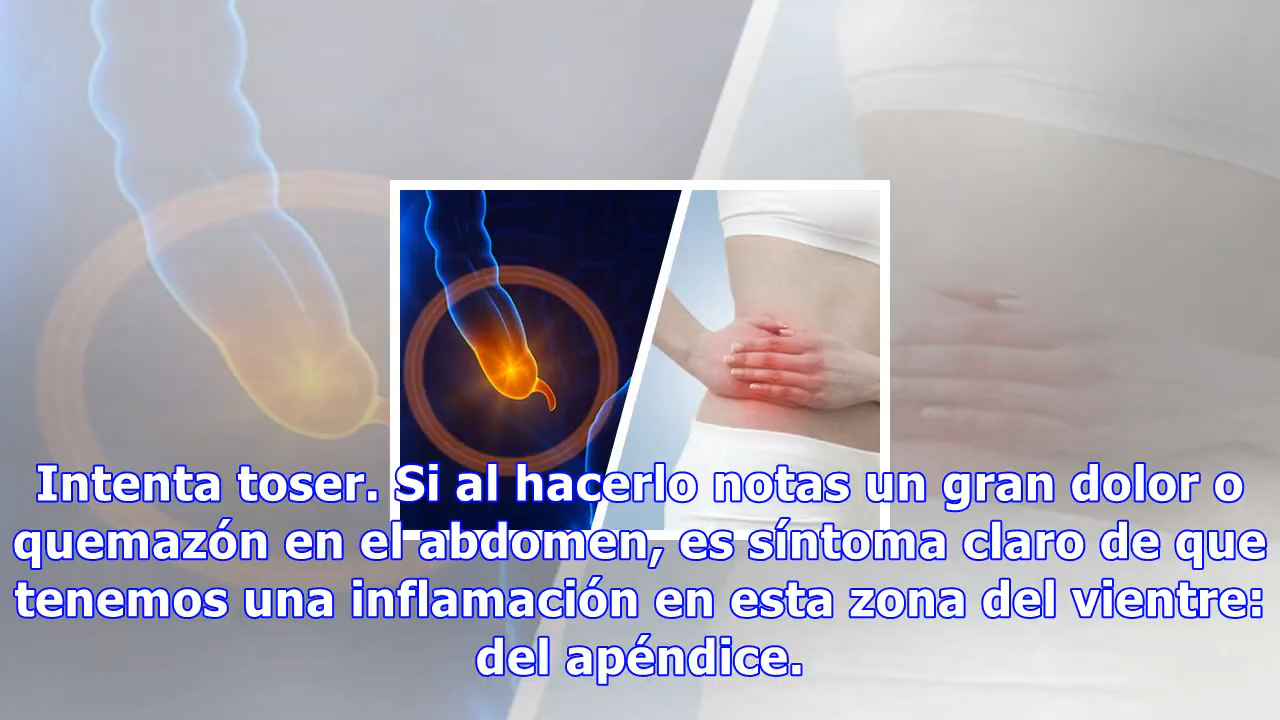 Intenta toser. Si al hacerlo notas un gran dolor o
quemazón en el abdomen, es síntoma claro de que
tenemos una inflamación en esta zona del vientre:
del apéndice.